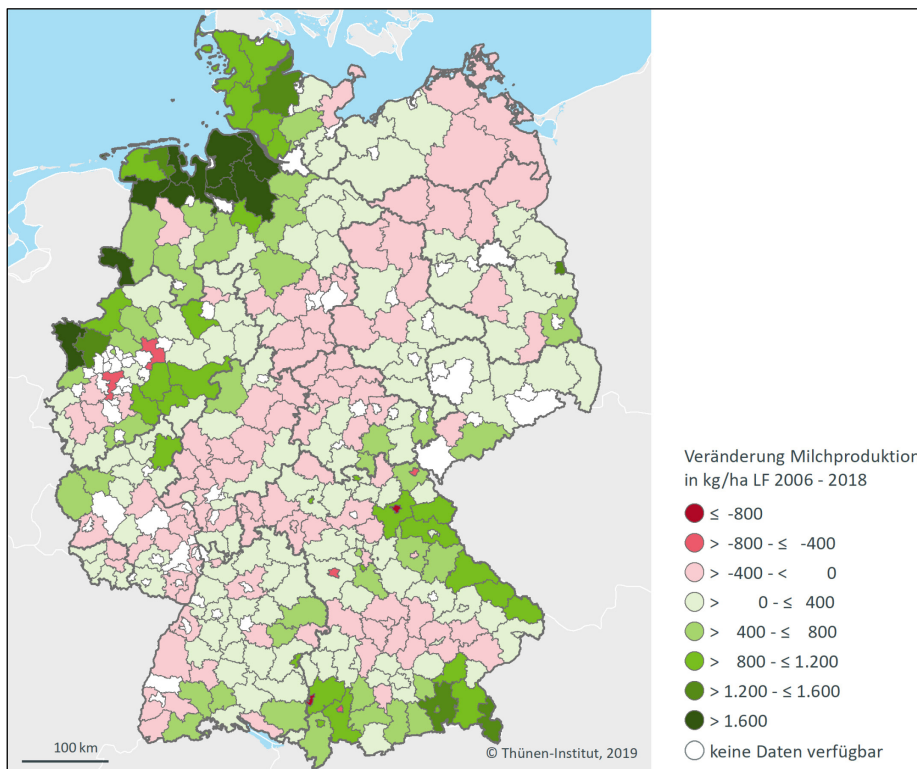 Veränderung Milchproduktion
in kg/ha LF 2006 - 2018
≤ -800
> -800 - ≤ -400
> -400 - < 0
> 0 - ≤ 400
> 400 - ≤ 800
> 800 - ≤ 1.200
> 1.200 - ≤ 1.600
> 1.600
keine Daten verfügbar
100 km
© Thünen-Institut, 2019